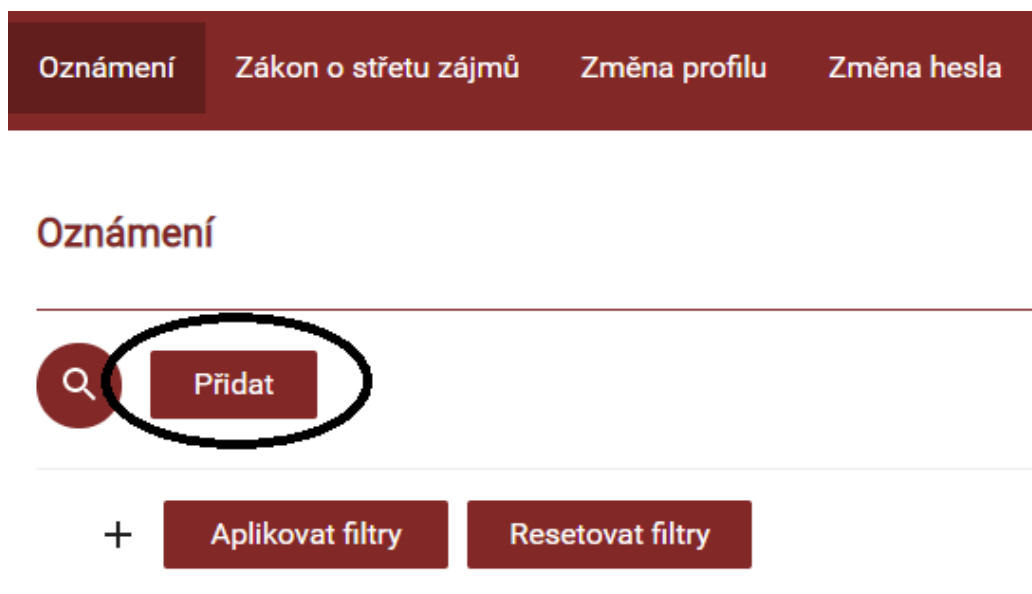 Oznámení Zákon o střetu zájmů Změna profilu Změna hesla
Oznámení
Přidat
+ Aplikovat filtry Resetovat filtry